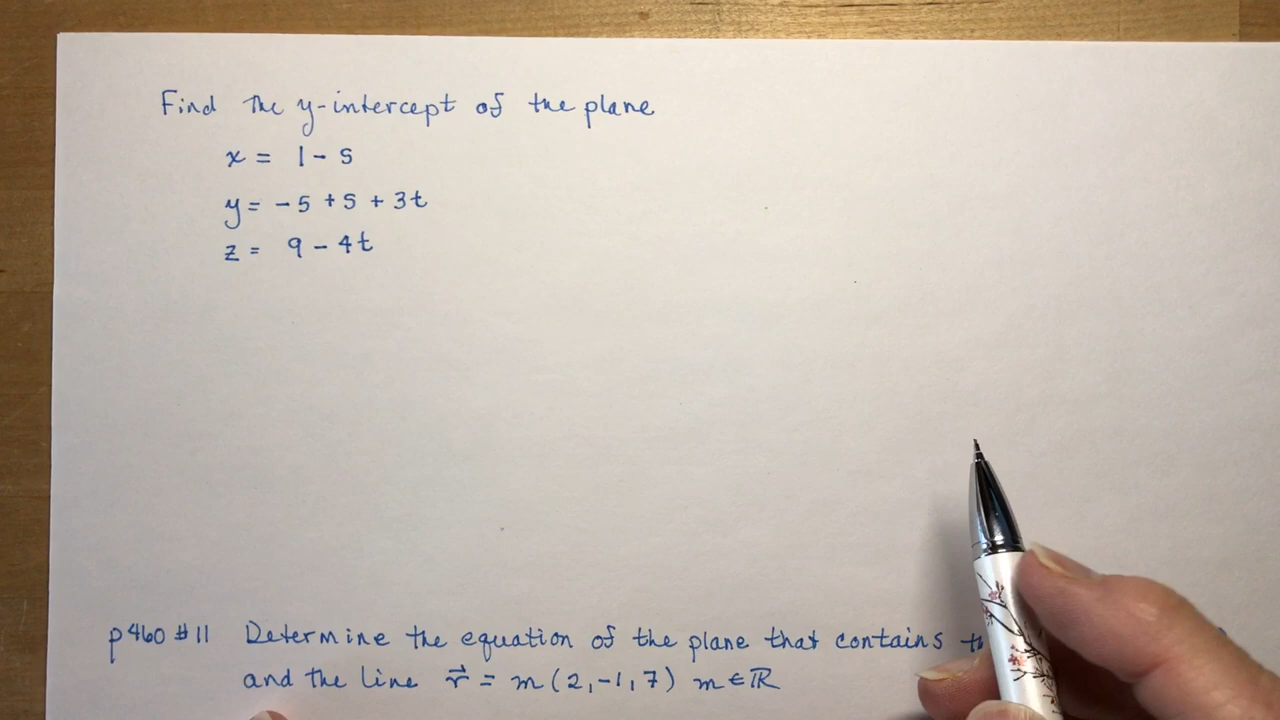 Find the y-intercept of the plane
x = 1 - s
y = -5 + s + 3t
z = 9 - 4t
p460 #11 Determine the equation of the plane that contains
and the line r⃗ = m(2,-1,7) m∈ℝ